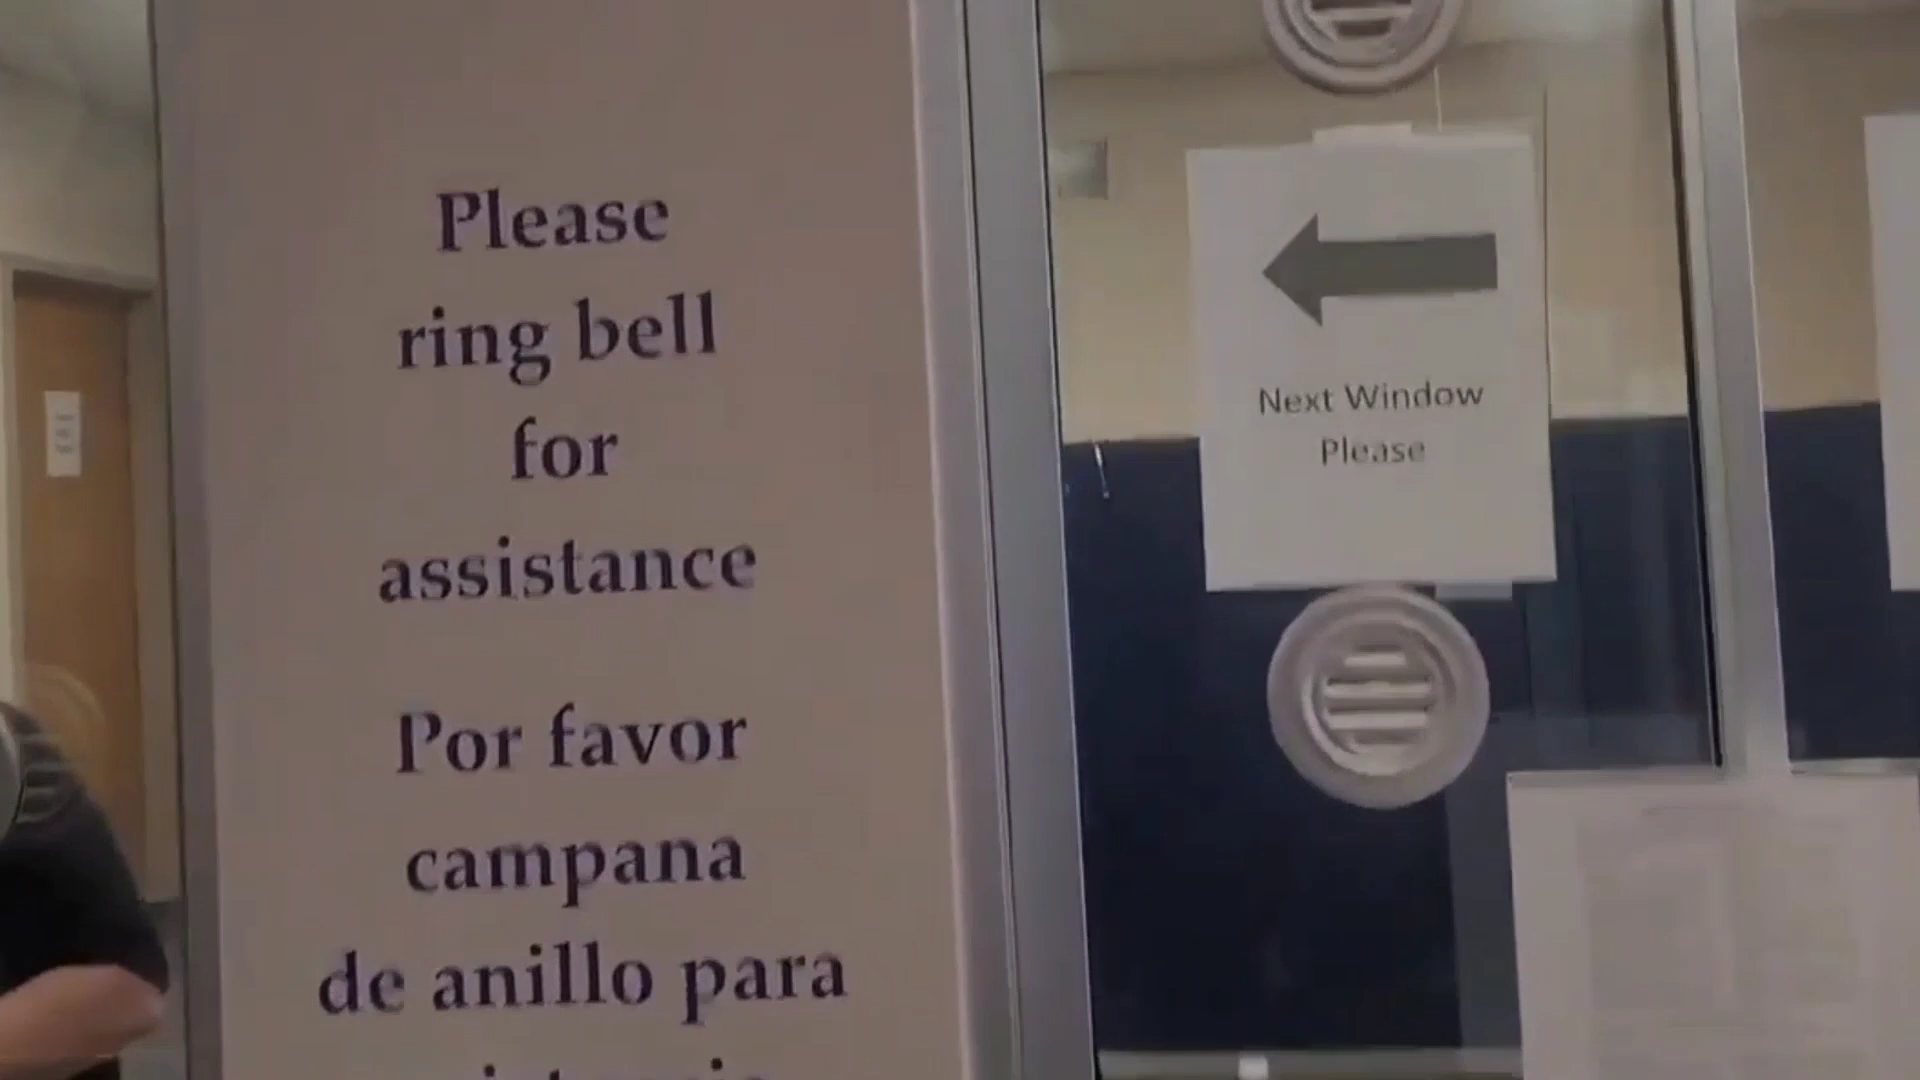 Please
ring bell
for
assistance
Por favor
campana
de anillo para
Next Window
Please